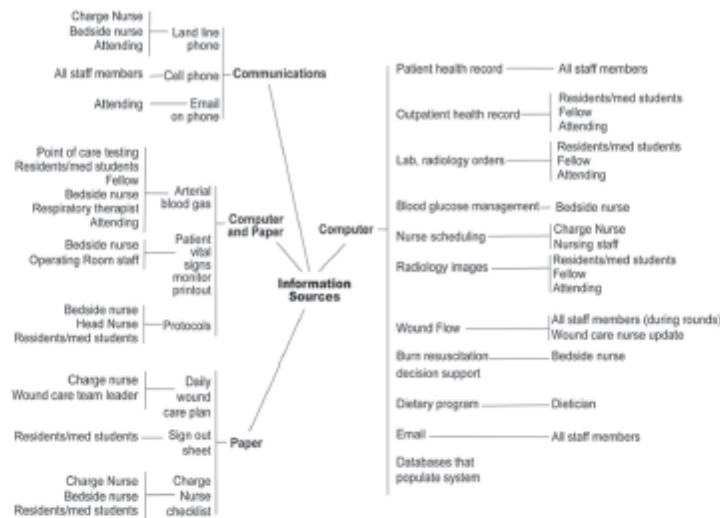 Charge Nurse
Bedside nurse
Attending
Land line
phone
All staff members
Cell phone
Communications
Attending
Email
on phone
Point of care testing
Residents/med students
Fellow
Bedside nurse
Respiratory therapist
Attending
Arterial
blood gas
Computer
and Paper
Bedside nurse
Operating Room staff
Patient
vital
signs
monitor
printout
Bedside nurse
Head Nurse
Residents/med students
Protocols
Information
Sources
Charge nurse
Wound care team leader
Daily
wound
care plan
Residents/med students
Sign out
sheet
Paper
Charge Nurse
Bedside nurse
Residents/med students
Charge
Nurse
checklist
Computer
Patient health record
All staff members
Outpatient health record
Residents/med students
Fellow
Attending
Lab, radiology orders
Residents/med students
Fellow
Attending
Blood glucose management
Bedside nurse
Nurse scheduling
Charge Nurse
Nursing staff
Radiology images
Residents/med students
Fellow
Attending
Wound Flow
All staff members (during rounds)
Wound care nurse update
Burn resuscitation
decision support
Bedside nurse
Dietary program
Dietician
Email
All staff members
Databases that
populate system